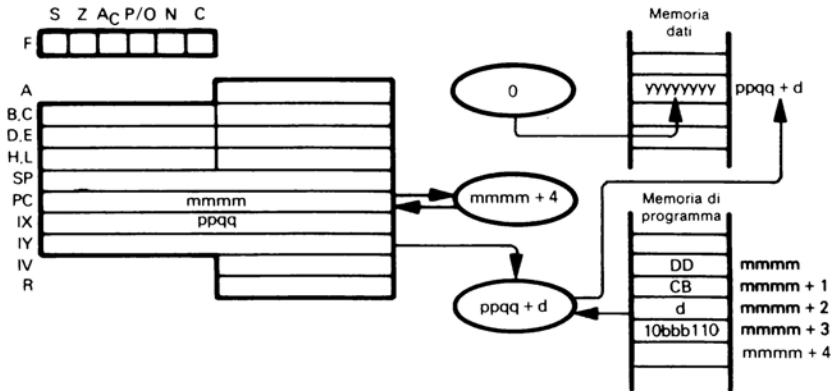 S Z AC P/O N C
F
A
B,C
D,E
H,L
SP
PC mmmm
IX ppqq
IY
IV
R
0
mmmm + 4
ppqq + d
Memoria
dati
yyyyyyyy ppqq + d
Memoria di
programma
DD mmmm
CB mmmm + 1
d mmmm + 2
10bbb110 mmmm + 3
mmmm + 4